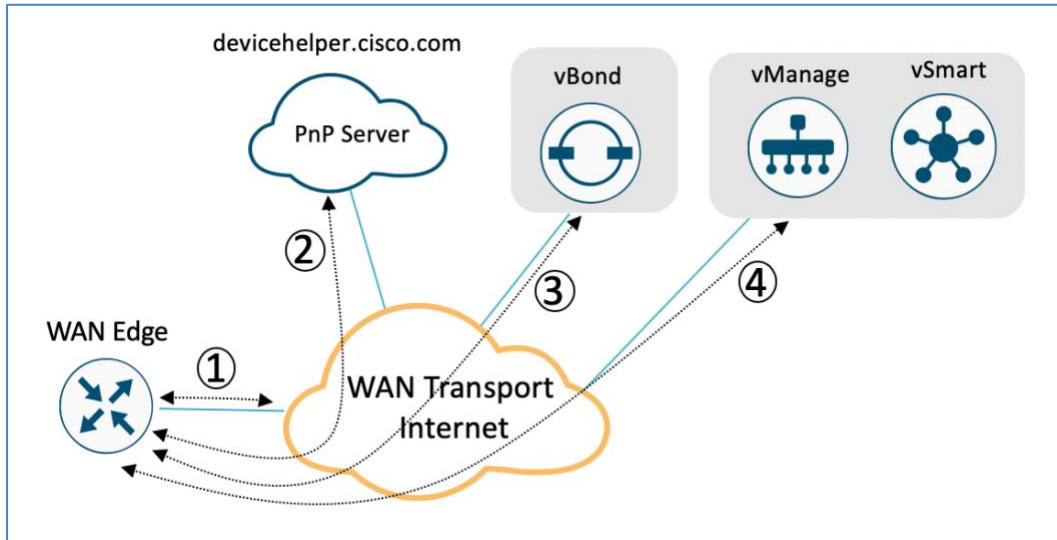 devicehelper.cisco.com
PnP Server
vBond
vManage
vSmart
②
③
④
WAN Edge
①
WAN Transport
Internet